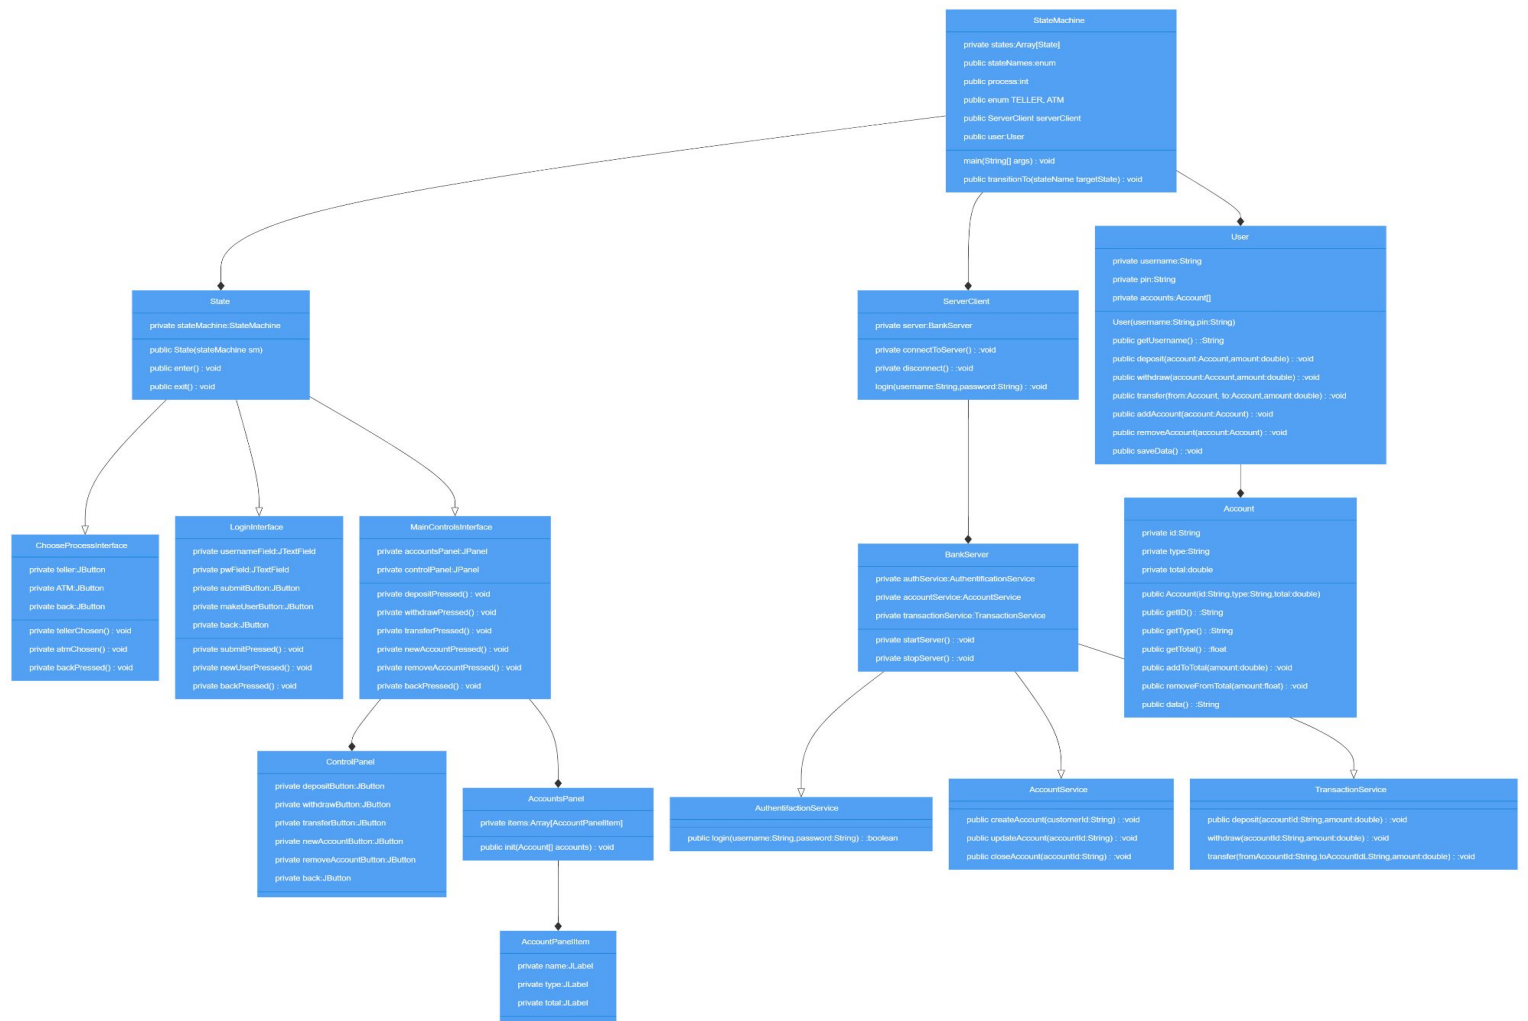 StateMachine
private states:Array[State]
public stateNames:enum
public process:int
public enum TELLER, ATM
public ServerClient serverClient
public user:User
main(String[] args) : void
public transitionTo(stateName targetState) : void
State
private stateMachine:StateMachine
public State(stateMachine sm)
public enter() : void
public exit() : void
ServerClient
private server:BankServer
private connectToServer() : :void
private disconnect() : :void
login(username:String,password:String) : :void
User
private username:String
private pin:String
private accounts:Account[]
User(username:String,pin:String)
public getUsername() : :String
public deposit(account:Account,amount:double) : :void
public withdraw(account:Account,amount:double) : :void
public transfer(from:Account, to:Account,amount:double) : :void
public addAccount(account:Account) : :void
public removeAccount(account:Account) : :void
public saveData() : :void
ChooseProcessInterface
private teller:JButton
private ATM:JButton
private back:JButton
private tellerChosen() : void
private atmChosen() : void
private backPressed() : void
LoginInterface
private usernameField:JTextField
private pwField:JTextField
private submitButton:JButton
private makeUserButton:JButton
private back:JButton
private submitPressed() : void
private newUserPressed() : void
private backPressed() : void
MainControlsInterface
private accountsPanel:JPanel
private controlPanel:JPanel
private depositPressed() : void
private withdrawPressed() : void
private transferPressed() : void
private newAccountPressed() : void
private removeAccountPressed() : void
private backPressed() : void
BankServer
private authService:AuthentificationService
private accountService:AccountService
private transactionService:TransactionService
private startServer() : :void
private stopServer() : :void
Account
private id:String
private type:String
private total:double
public Account(id:String,type:String,total:double)
public getID() : :String
public getType() : :String
public getTotal() : :float
public addToTotal(amount:double) : :void
public removeFromTotal(amount:float) : :void
public data() : :String
ControlPanel
private depositButton:JButton
private withdrawButton:JButton
private transferButton:JButton
private newAccountButton:JButton
private removeAccountButton:JButton
private back:JButton
AccountsPanel
private items:Array[AccountPanelItem]
public init(Account[] accounts) : void
AuthentifactionService
public login(username:String,password:String) : :boolean
AccountService
public createAccount(customerId:String) : :void
public updateAccount(accountId:String) : :void
public closeAccount(accountId:String) : :void
TransactionService
public deposit(accountId:String,amount:double) : :void
withdraw(accountId:String,amount:double) : :void
transfer(fromAccountId:String,toAccountIdLString,amount:double) : :void
AccountPanelItem
private name:JLabel
private type:JLabel
private total:JLabel